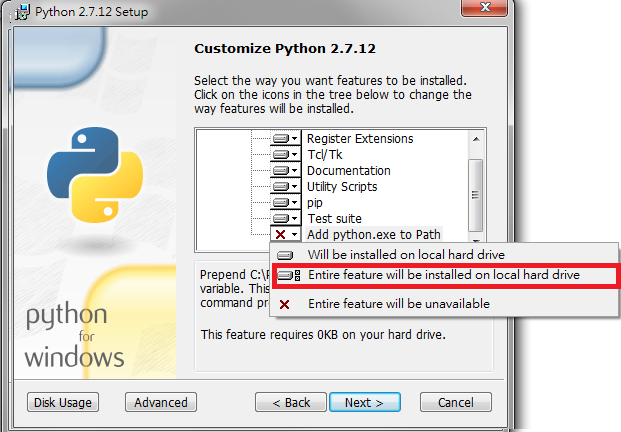 Python 2.7.12 Setup
Customize Python 2.7.12
Select the way you want features to be installed.
Click on the icons in the tree below to change the
way features will be installed.
Register Extensions
Tcl/Tk
Documentation
Utility Scripts
pip
Test suite
Add python.exe to Path
Will be installed on local hard drive
Entire feature will be installed on local hard drive
Entire feature will be unavailable
Prepend C:\
variable. This
command
This feature requires 0KB on your hard drive.
python
for
windows
Disk Usage
Advanced
< Back
Next >
Cancel